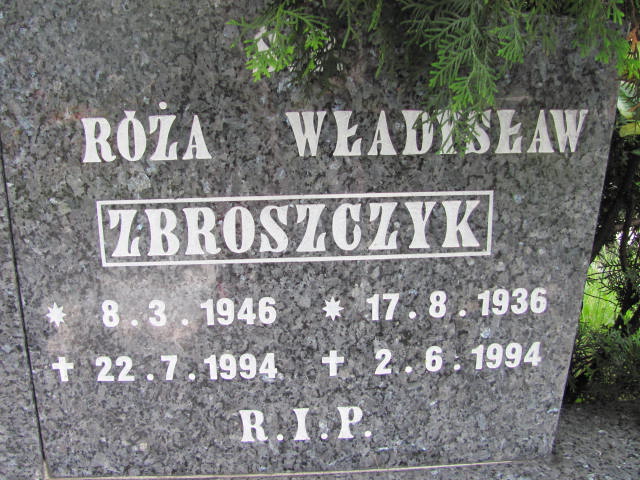 RÓŻA WŁADYSŁAW
ZBROSZCZYK
* 8.3.1946 * 17.8.1936
✝ 22.7.1994 ✝ 2.6.1994
R.I.P.